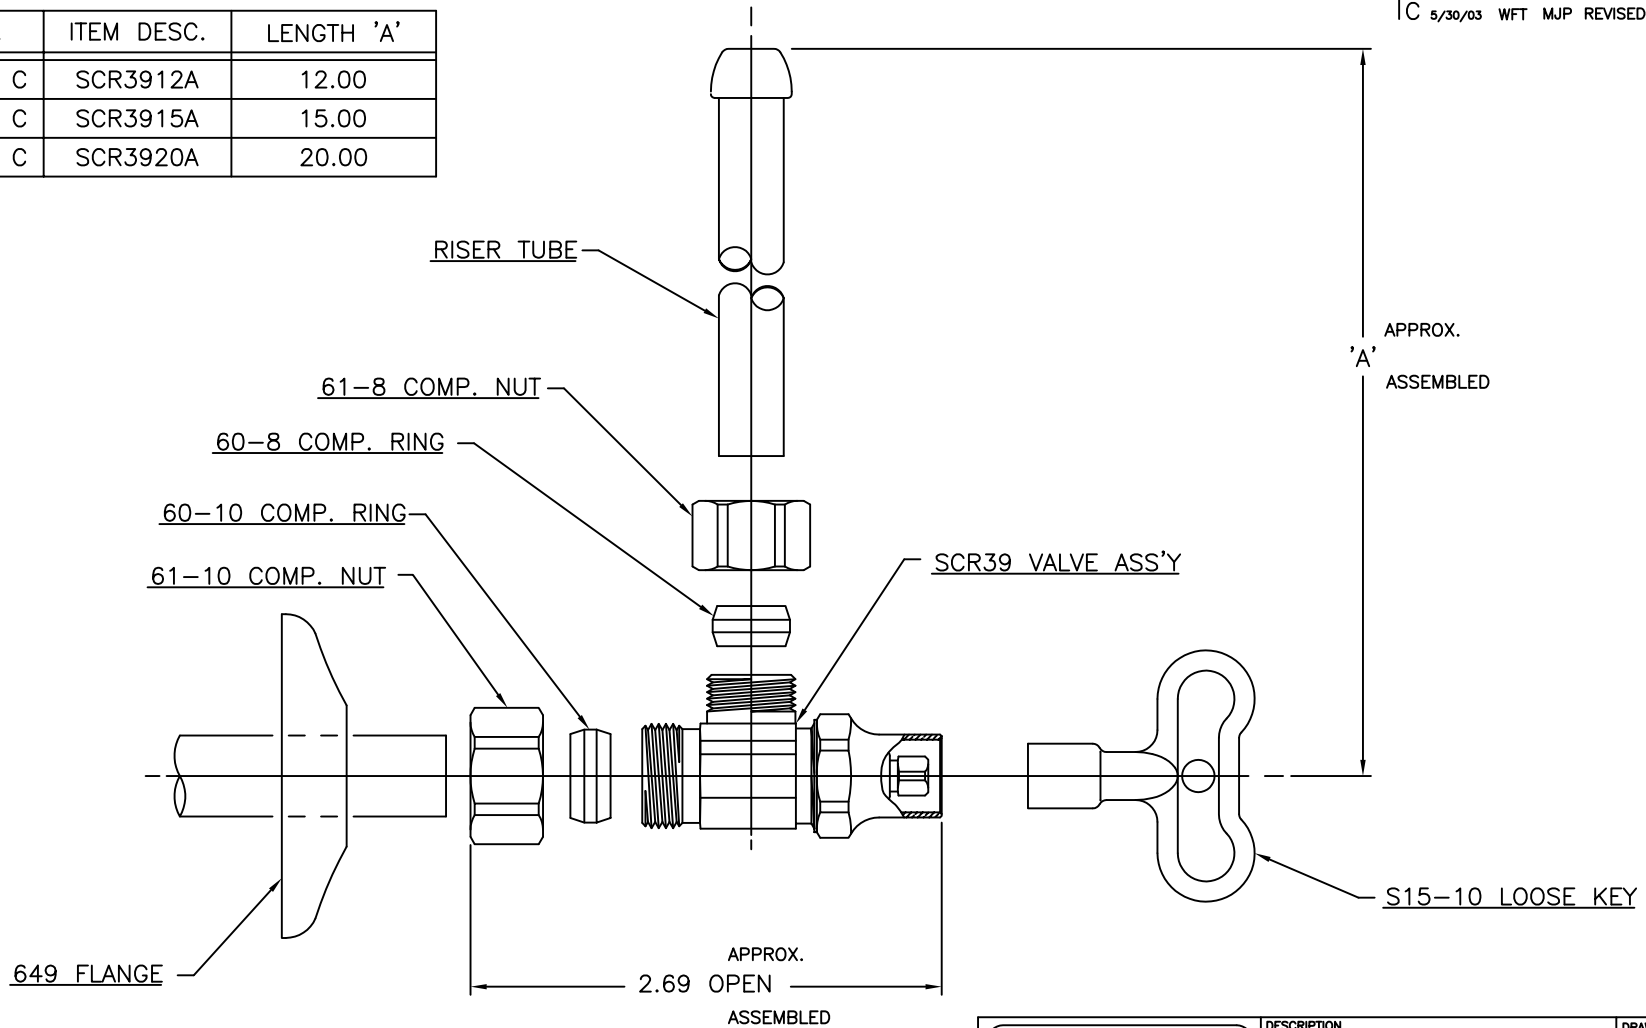 C 5/30/03 WFT MJP REVISED
ITEM DESC. LENGTH 'A'
C SCR3912A 12.00
C SCR3915A 15.00
C SCR3920A 20.00
RISER TUBE
APPROX.
'A'
ASSEMBLED
61-8 COMP. NUT
60-8 COMP. RING
60-10 COMP. RING
61-10 COMP. NUT
SCR39 VALVE ASS'Y
S15-10 LOOSE KEY
649 FLANGE
APPROX.
2.69 OPEN
ASSEMBLED
DESCRIPTION